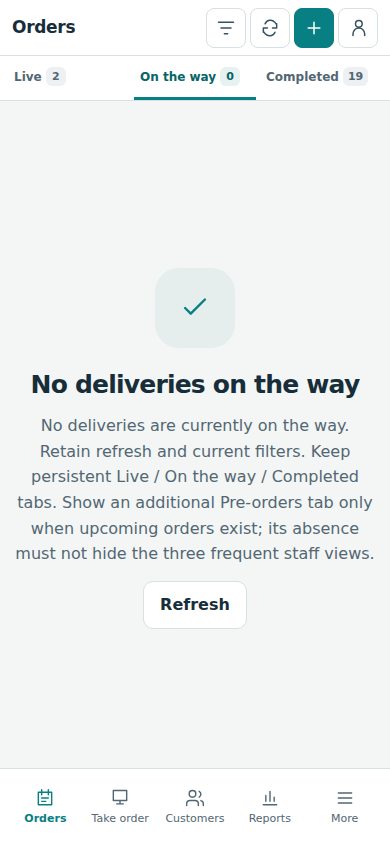 Orders
Live 2
On the way 0
Completed 19
No deliveries on the way
No deliveries are currently on the way.
Retain refresh and current filters. Keep
persistent Live / On the way / Completed
tabs. Show an additional Pre-orders tab only
when upcoming orders exist; its absence
must not hide the three frequent staff views.
Refresh
Orders
Take order
Customers
Reports
More